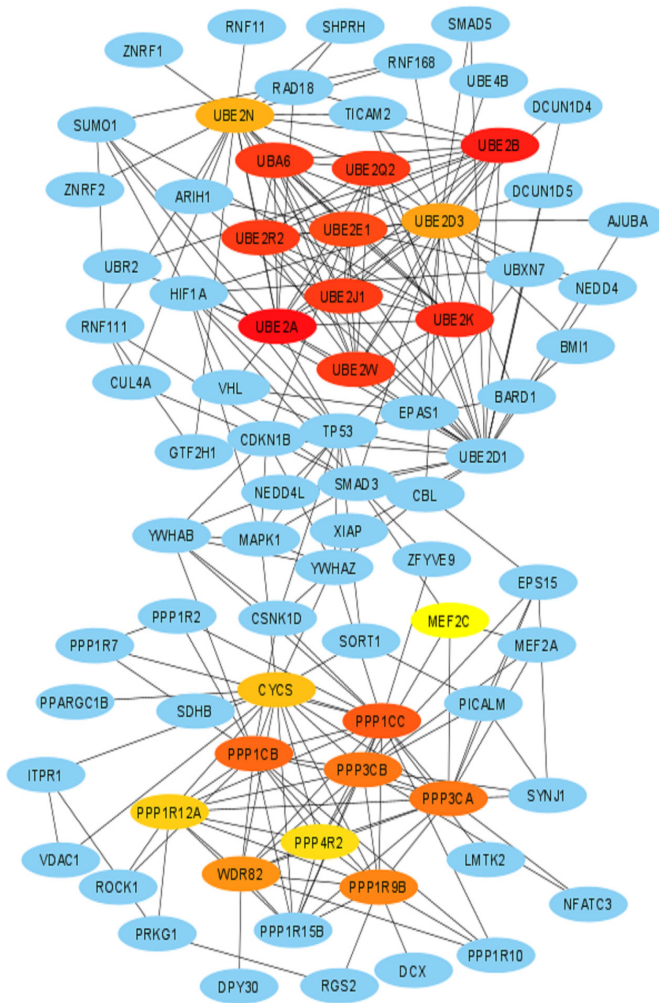 RNF11
SHPRH
SMAD5
ZNRF1
RNF168
RAD18
UBE4B
UBE2N
TICAM2
DCUN1D4
SUMO1
UBE2B
UBA6
UBE2Q2
ZNRF2
ARIH1
DCUN1D5
UBE2D3
AJUBA
UBE2R2
UBE2E1
UBR2
UBXN7
HIF1A
UBE2J1
NEDD4
RNF111
UBE2A
UBE2K
BMI1
UBE2W
CUL4A
VHL
BARD1
EPAS1
TP53
GTF2H1
CDKN1B
UBE2D1
NEDD4L
SMAD3
CBL
YWHAB
MAPK1
XIAP
YWHAZ
ZFYVE9
EPS15
PPP1R2
CSNK1D
MEF2C
PPP1R7
SORT1
MEF2A
CYCS
PPARGC1B
SDHB
PICALM
PPP1CC
PPP1CB
PPP3CB
ITPR1
PPP3CA
SYNJ1
PPP1R12A
PPP4R2
VDAC1
LMTK2
ROCK1
WDR82
PPP1R9B
NFATC3
PRKG1
PPP1R15B
PPP1R10
DCX
DPY30
RGS2